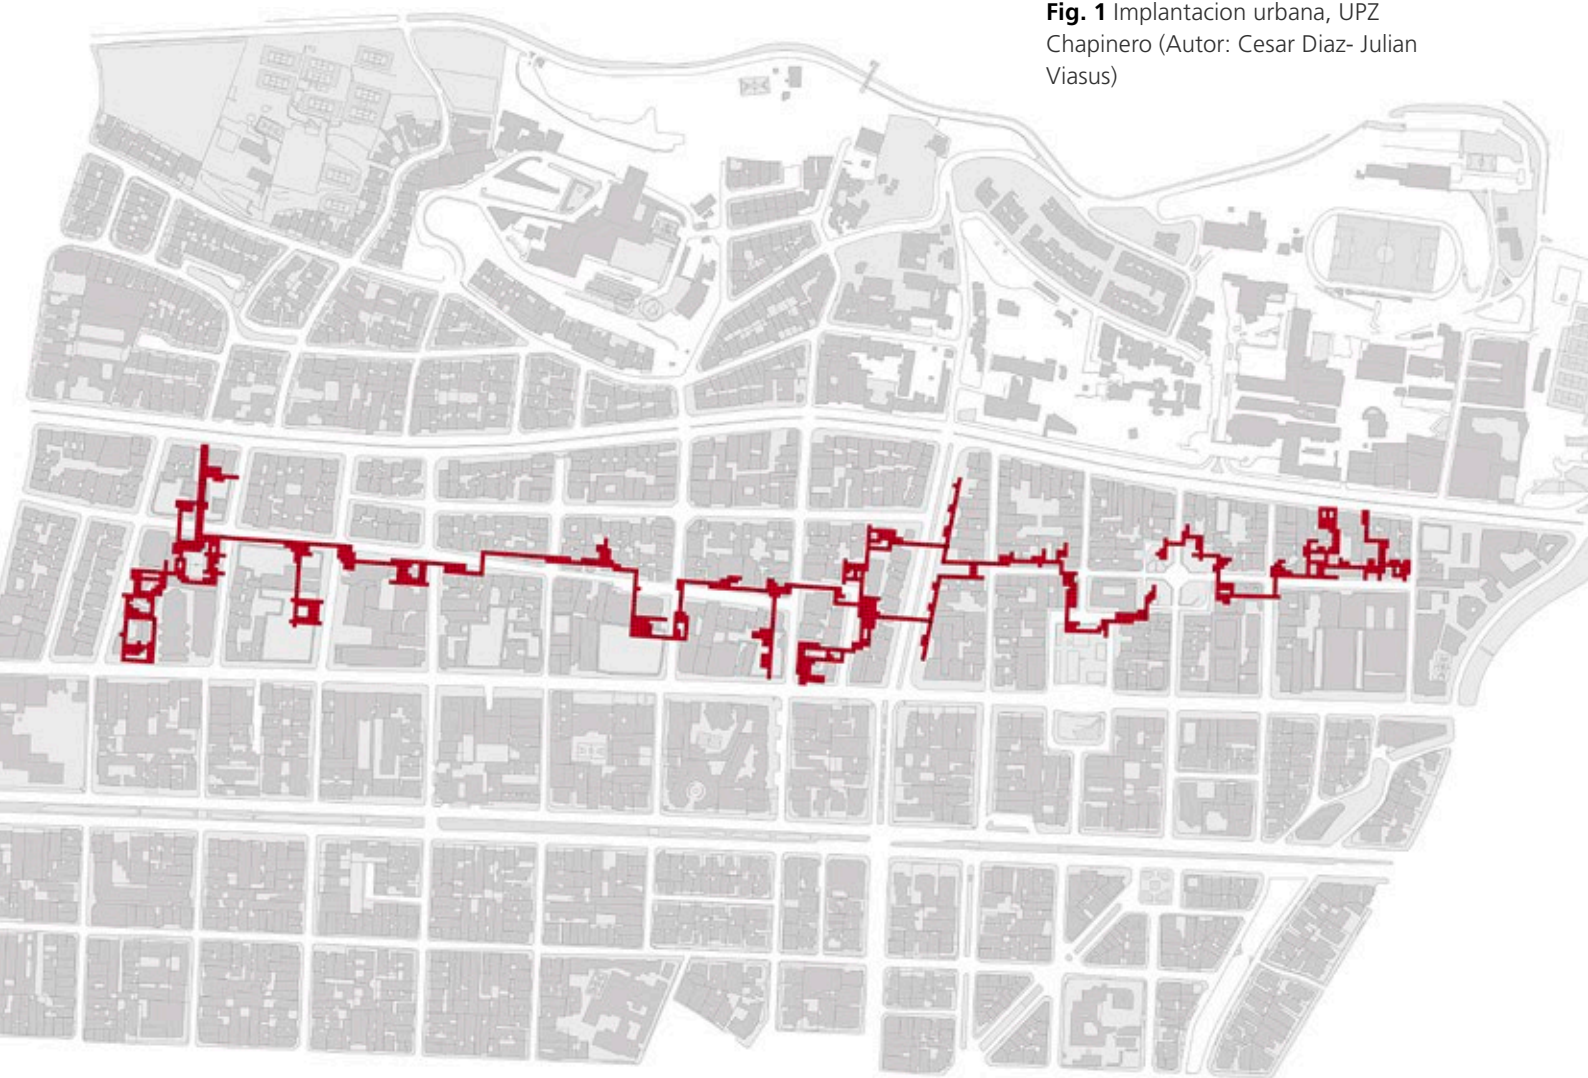 Fig. 1 Implantacion urbana, UPZ
Chapinero (Autor: Cesar Diaz- Julian
Viasus)